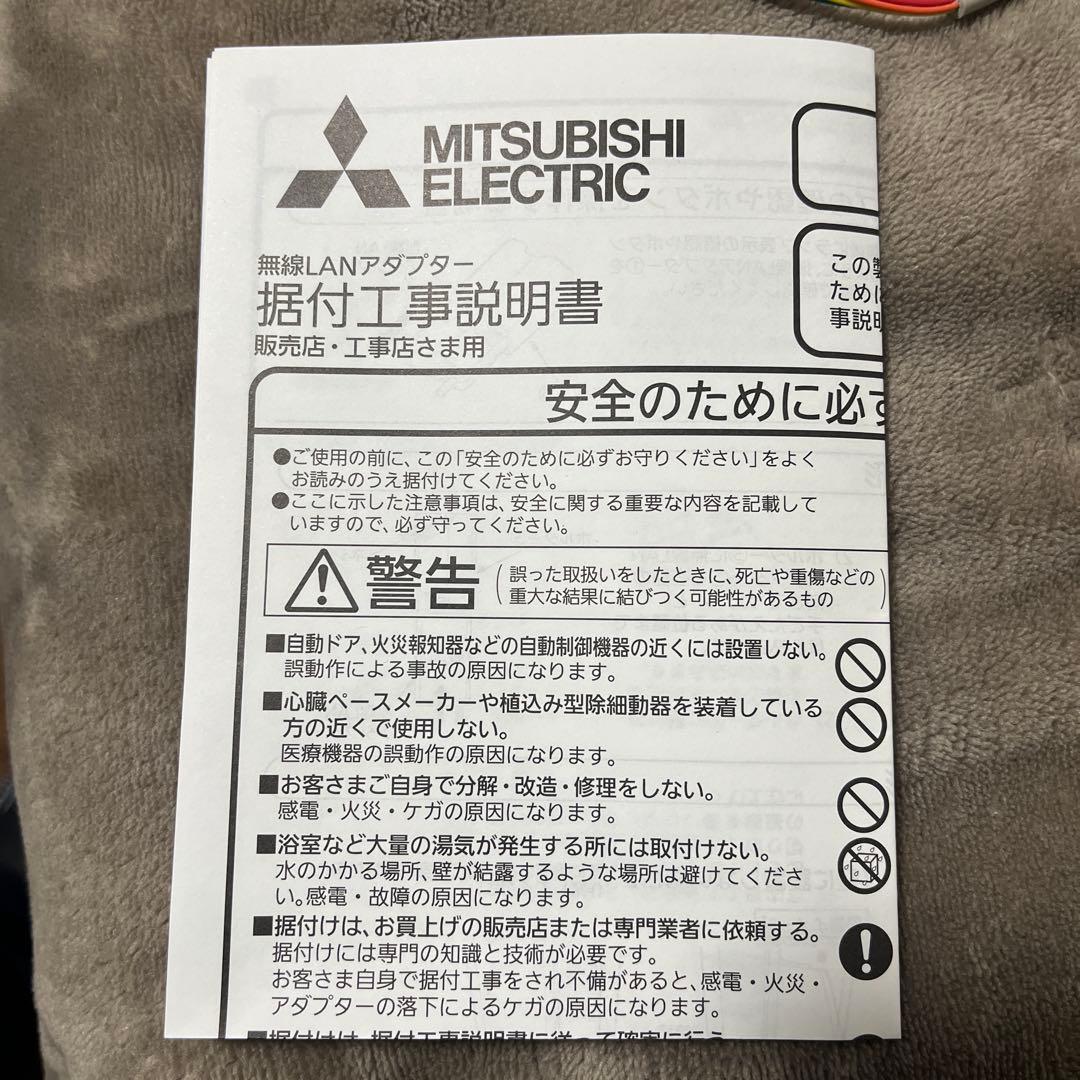 MITSUBISHI
ELECTRIC
無線LANアダプター
据付工事説明書
販売店・工事店さま用
この
ために
事説明
安全のために必ず
●ご使用の前に、この「安全のために必ずお守りください」をよく
お読みのうえ据付けてください。
●ここに示した注意事項は、安全に関する重要な内容を記載して
いますので、必ず守ってください。
警告
(誤った取扱いをしたときに、死亡や重傷などの
重大な結果に結びつく可能性があるもの)
■自動ドア、火災報知器などの自動制御機器の近くには設置しない。
誤動作による事故の原因になります。
■心臓ペースメーカーや植込み型除細動器を装着している
方の近くで使用しない。
医療機器の誤動作の原因になります。
■お客さまご自身で分解・改造・修理をしない。
感電・火災・ケガの原因になります。
■浴室など大量の湯気が発生する所には取付けない。
水のかかる場所、壁が結露するような場所は避けてくださ
い。感電・故障の原因になります。
■据付けは、お買上げの販売店または専門業者に依頼する。
据付けには専門の知識と技術が必要です。
お客さま自身で据付工事をされ不備があると、感電・火災・
アダプターの落下によるケガの原因になります。
■据付けは、据付工事説明書に従って確実に行う